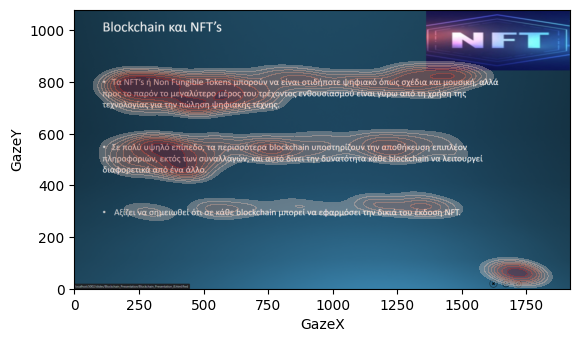 Blockchain και NFT’s
NFT
• Τα NFT’s ή Non Fungible Tokens μπορούν να είναι οτιδήποτε ψηφιακό όπως σχέδια και μουσική, αλλά
προς το παρόν το μεγαλύτερο μέρος του τρέχοντος ενθουσιασμού είναι γύρω από τη χρήση της
τεχνολογίας για την πώληση ψηφιακής τέχνης.
• Σε πολύ υψηλό επίπεδο, τα περισσότερα blockchain υποστηρίζουν την αποθήκευση επιπλέον
πληροφοριών, εκτός των συναλλαγών, και αυτό δίνει την δυνατότητα κάθε blockchain να λειτουργεί
διαφορετικά από ένα άλλο.
• Αξίζει να σημειωθεί ότι σε κάθε blockchain μπορεί να εφαρμόσει την δικιά του έκδοση NFT.
1000
800
600
400
200
0
0 250 500 750 1000 1250 1500 1750
GazeX
GazeY